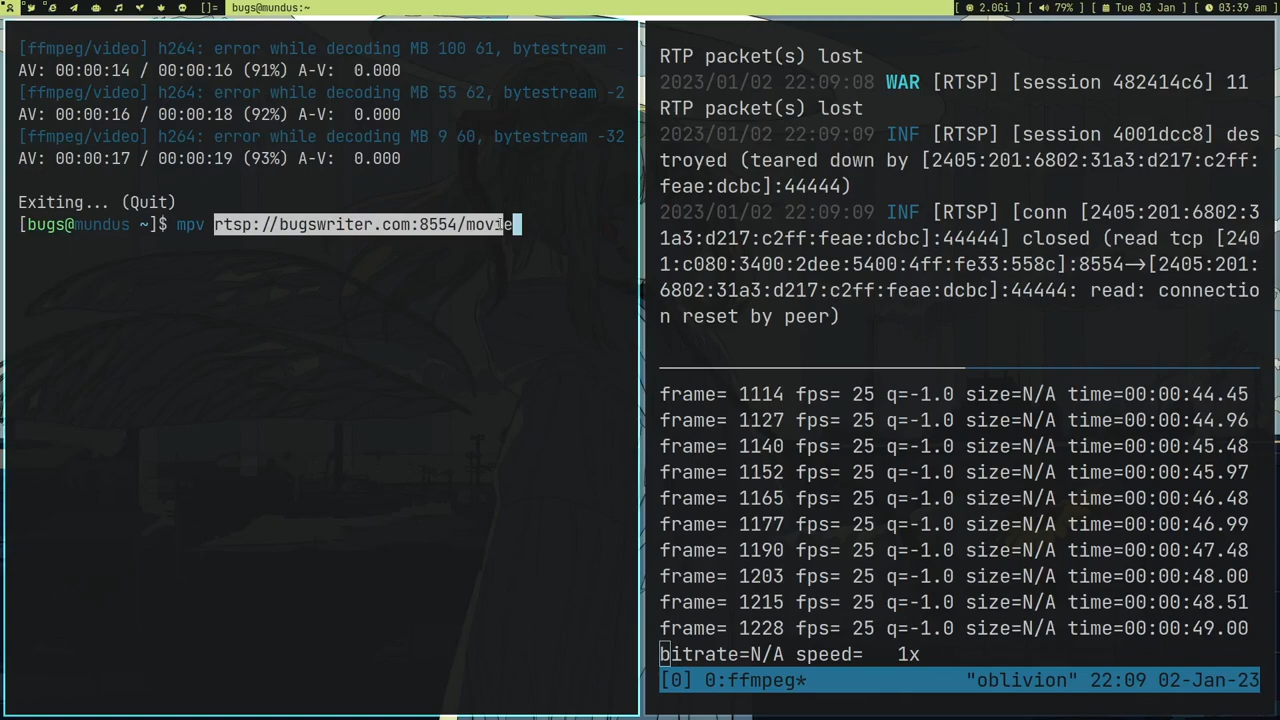 []= bugs@mundus:~ [ 2.0Gi / 79% / Tue 03 Jan / 03:39 am ]
[ffmpeg/video] h264: error while decoding MB 100 61, bytestream -
AV: 00:00:14 / 00:00:16 (91%) A-V:  0.000
[ffmpeg/video] h264: error while decoding MB 55 62, bytestream -2
AV: 00:00:16 / 00:00:18 (92%) A-V:  0.000
[ffmpeg/video] h264: error while decoding MB 9 60, bytestream -32
AV: 00:00:17 / 00:00:19 (93%) A-V:  0.000
Exiting... (Quit)
[bugs@mundus ~]$ mpv rtsp://bugswriter.com:8554/movie
RTP packet(s) lost
2023/01/02 22:09:08 WAR [RTSP] [session 482414c6] 11
RTP packet(s) lost
2023/01/02 22:09:09 INF [RTSP] [session 4001dcc8] des
troyed (teared down by [2405:201:6802:31a3:d217:c2ff:
feae:dcbc]:44444)
2023/01/02 22:09:09 INF [RTSP] [conn [2405:201:6802:3
1a3:d217:c2ff:feae:dcbc]:44444] closed (read tcp [240
1:c080:3400:2dee:5400:4ff:fe33:558c]:8554->[2405:201:
6802:31a3:d217:c2ff:feae:dcbc]:44444: read: connectio
n reset by peer)
frame= 1114 fps= 25 q=-1.0 size=N/A time=00:00:44.45
frame= 1127 fps= 25 q=-1.0 size=N/A time=00:00:44.96
frame= 1140 fps= 25 q=-1.0 size=N/A time=00:00:45.48
frame= 1152 fps= 25 q=-1.0 size=N/A time=00:00:45.97
frame= 1165 fps= 25 q=-1.0 size=N/A time=00:00:46.48
frame= 1177 fps= 25 q=-1.0 size=N/A time=00:00:46.99
frame= 1190 fps= 25 q=-1.0 size=N/A time=00:00:47.48
frame= 1203 fps= 25 q=-1.0 size=N/A time=00:00:48.00
frame= 1215 fps= 25 q=-1.0 size=N/A time=00:00:48.51
frame= 1228 fps= 25 q=-1.0 size=N/A time=00:00:49.00
bitrate=N/A speed=   1x
[0] 0:ffmpeg* "oblivion" 22:09 02-Jan-23